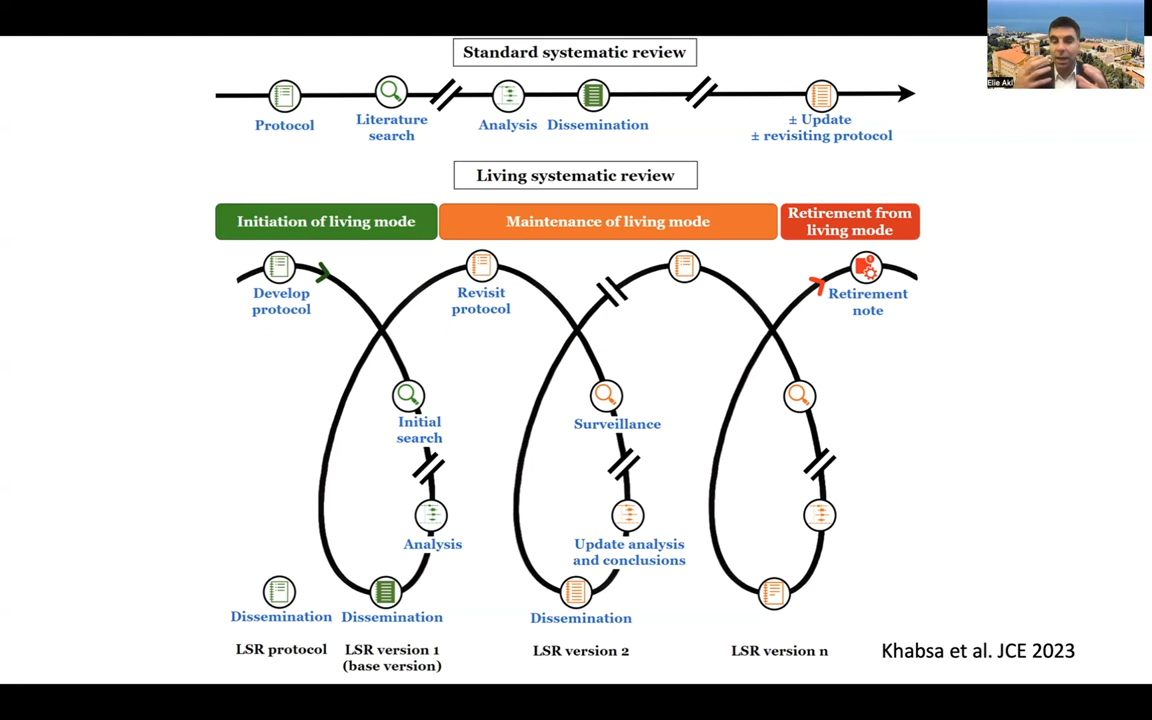 Standard systematic review
Elie Akl
Protocol
Literature
search
Analysis
Dissemination
± Update
± revisiting protocol
Living systematic review
Initiation of living mode
Maintenance of living mode
Retirement from
living mode
Develop
protocol
Revisit
protocol
Retirement
note
Initial
search
Surveillance
Analysis
Update analysis
and conclusions
Dissemination
Dissemination
Dissemination
LSR protocol
LSR version 1
(base version)
LSR version 2
LSR version n
Khabsa et al. JCE 2023